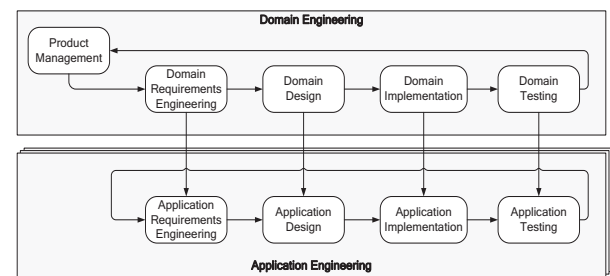 Domain Engineering
Product
Management
Domain
Requirements
Engineering
Domain
Design
Domain
Implementation
Domain
Testing
Application
Requirements
Engineering
Application
Design
Application
Implementation
Application
Testing
Application Engineering